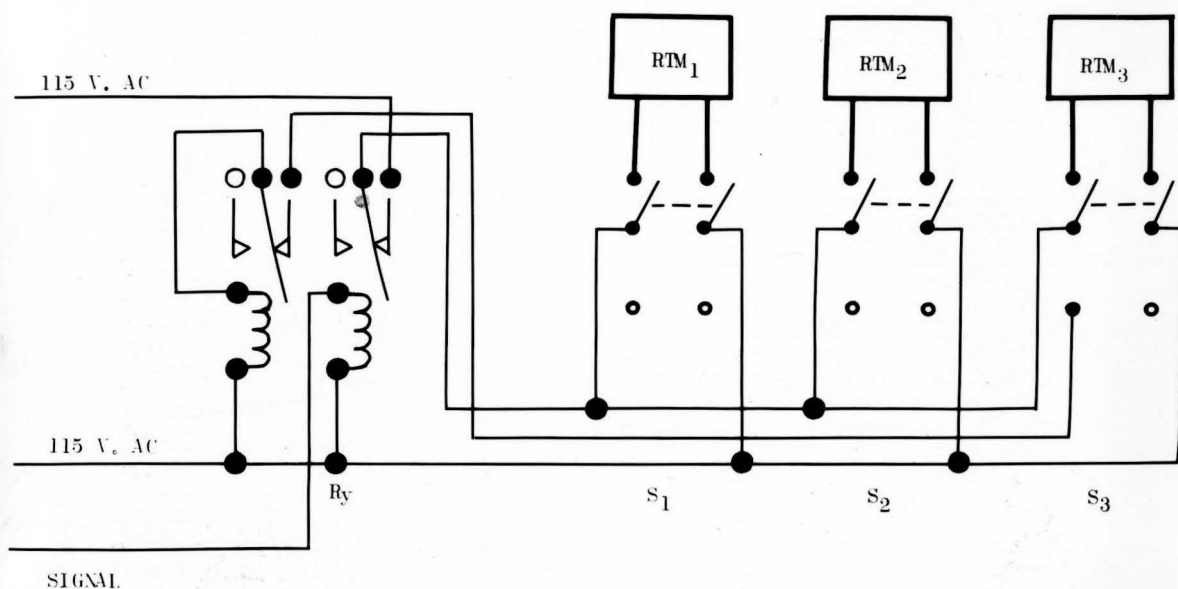 RTM1
RTM2
RTM3
115 V. AC
115 V. AC
Ry
S1
S2
S3
SIGNAL